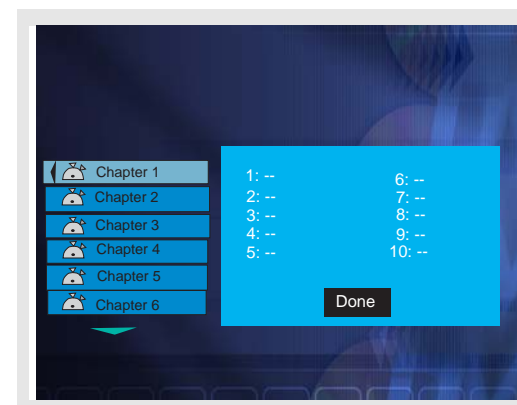 Chapter 1
Chapter 2
Chapter 3
Chapter 4
Chapter 5
Chapter 6
1: --
2: --
3: --
4: --
5: --
6: --
7: --
8: --
9: --
10: --
Done